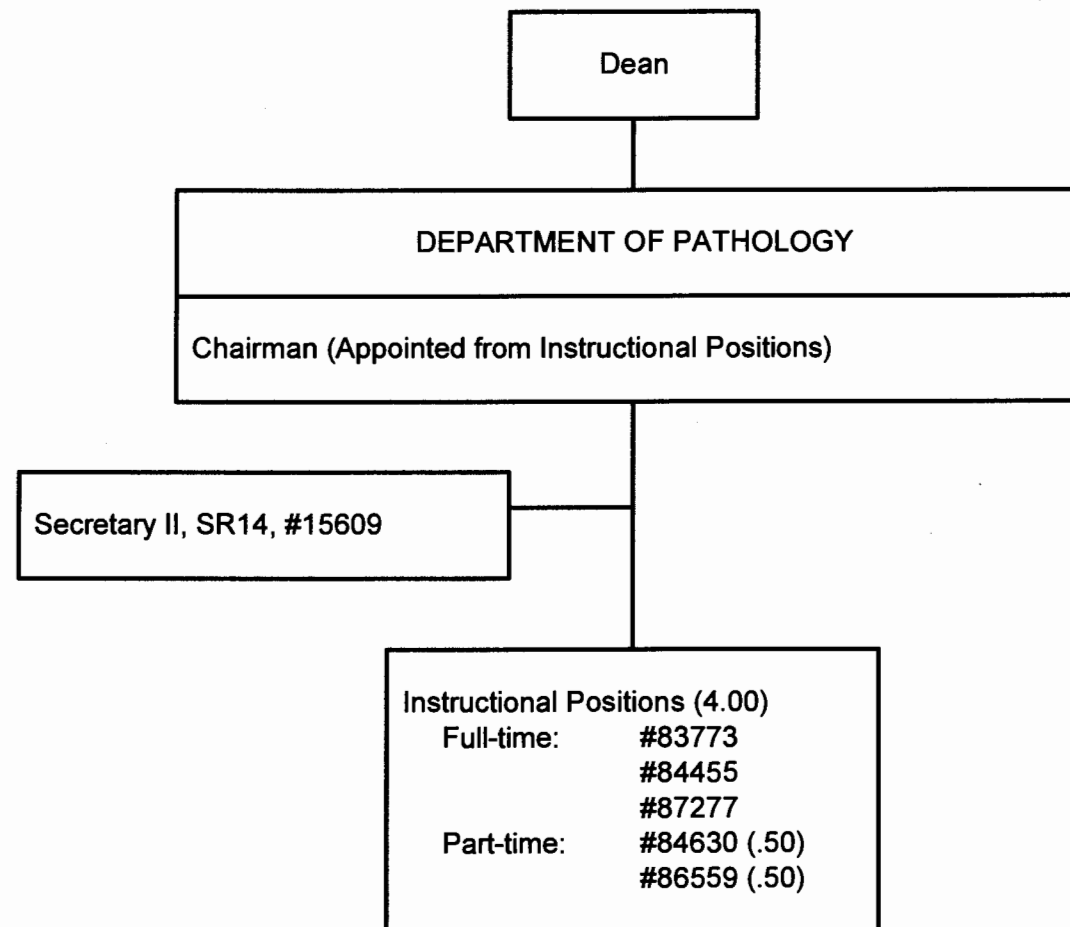 Dean
DEPARTMENT OF PATHOLOGY
Chairman (Appointed from Instructional Positions)
Secretary II, SR14, #15609
Instructional Positions (4.00)
Full-time: #83773
#84455
#87277
Part-time: #84630 (.50)
#86559 (.50)